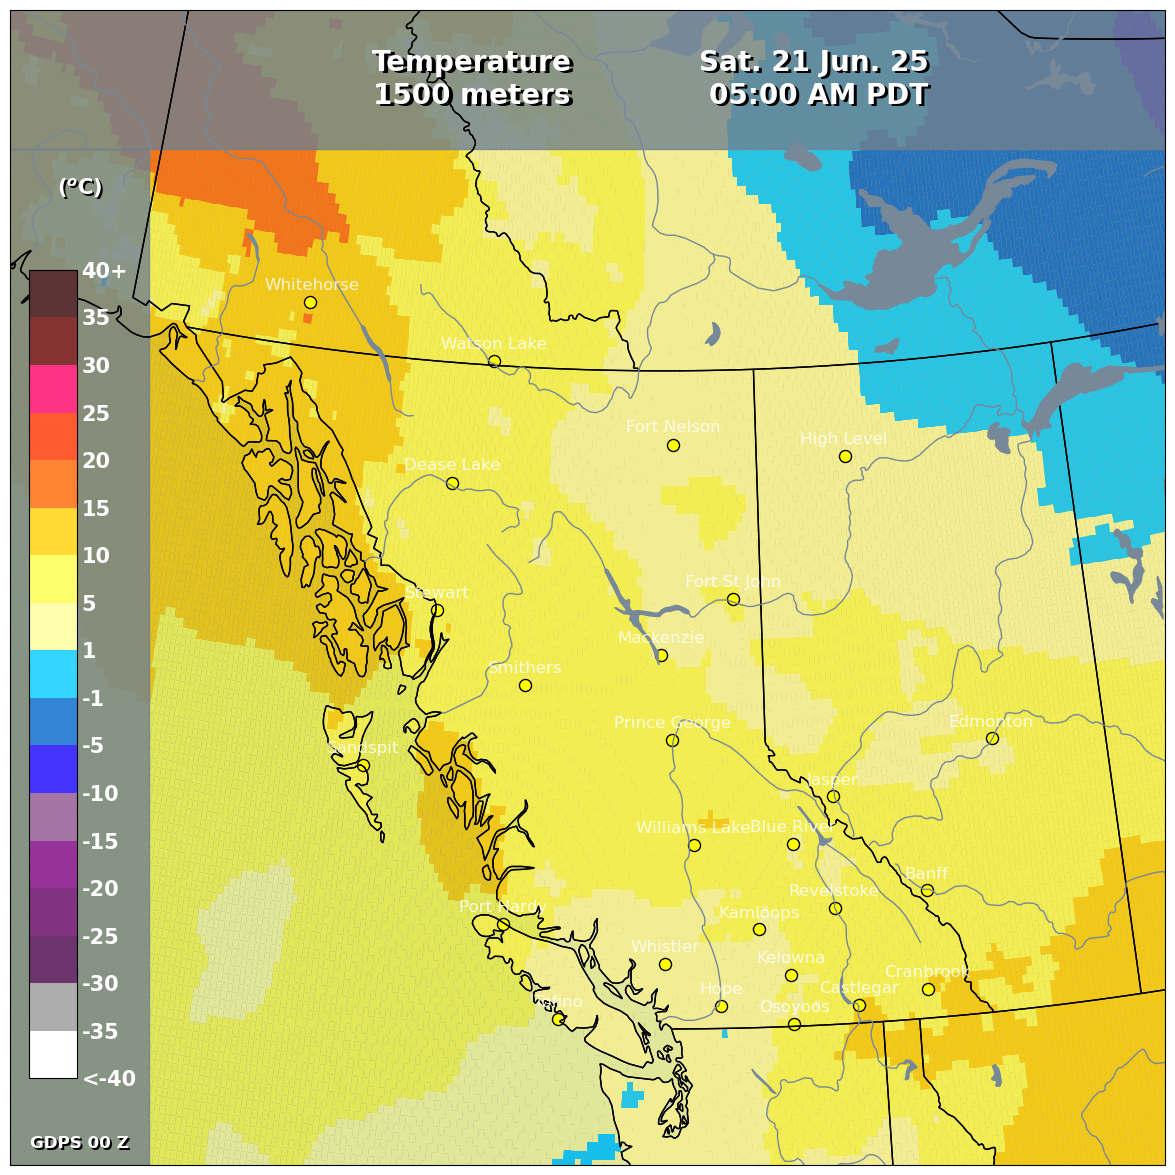 Temperature
1500 meters
Sat. 21 Jun. 25
05:00 AM PDT
(°C)
40+
35
30
25
20
15
10
5
1
-1
-5
-10
-15
-20
-25
-30
-35
<-40
Whitehorse
Watson Lake
Fort Nelson
High Level
Dease Lake
Fort St John
Stewart
Mackenzie
Smithers
Prince George
Edmonton
Sandspit
Jasper
Williams Lake
Blue River
Banff
Revelstoke
Port Hardy
Kamloops
Whistler
Kelowna
Cranbrook
Hope
Castlegar
Tofino
Osoyoos
GDPS 00 Z